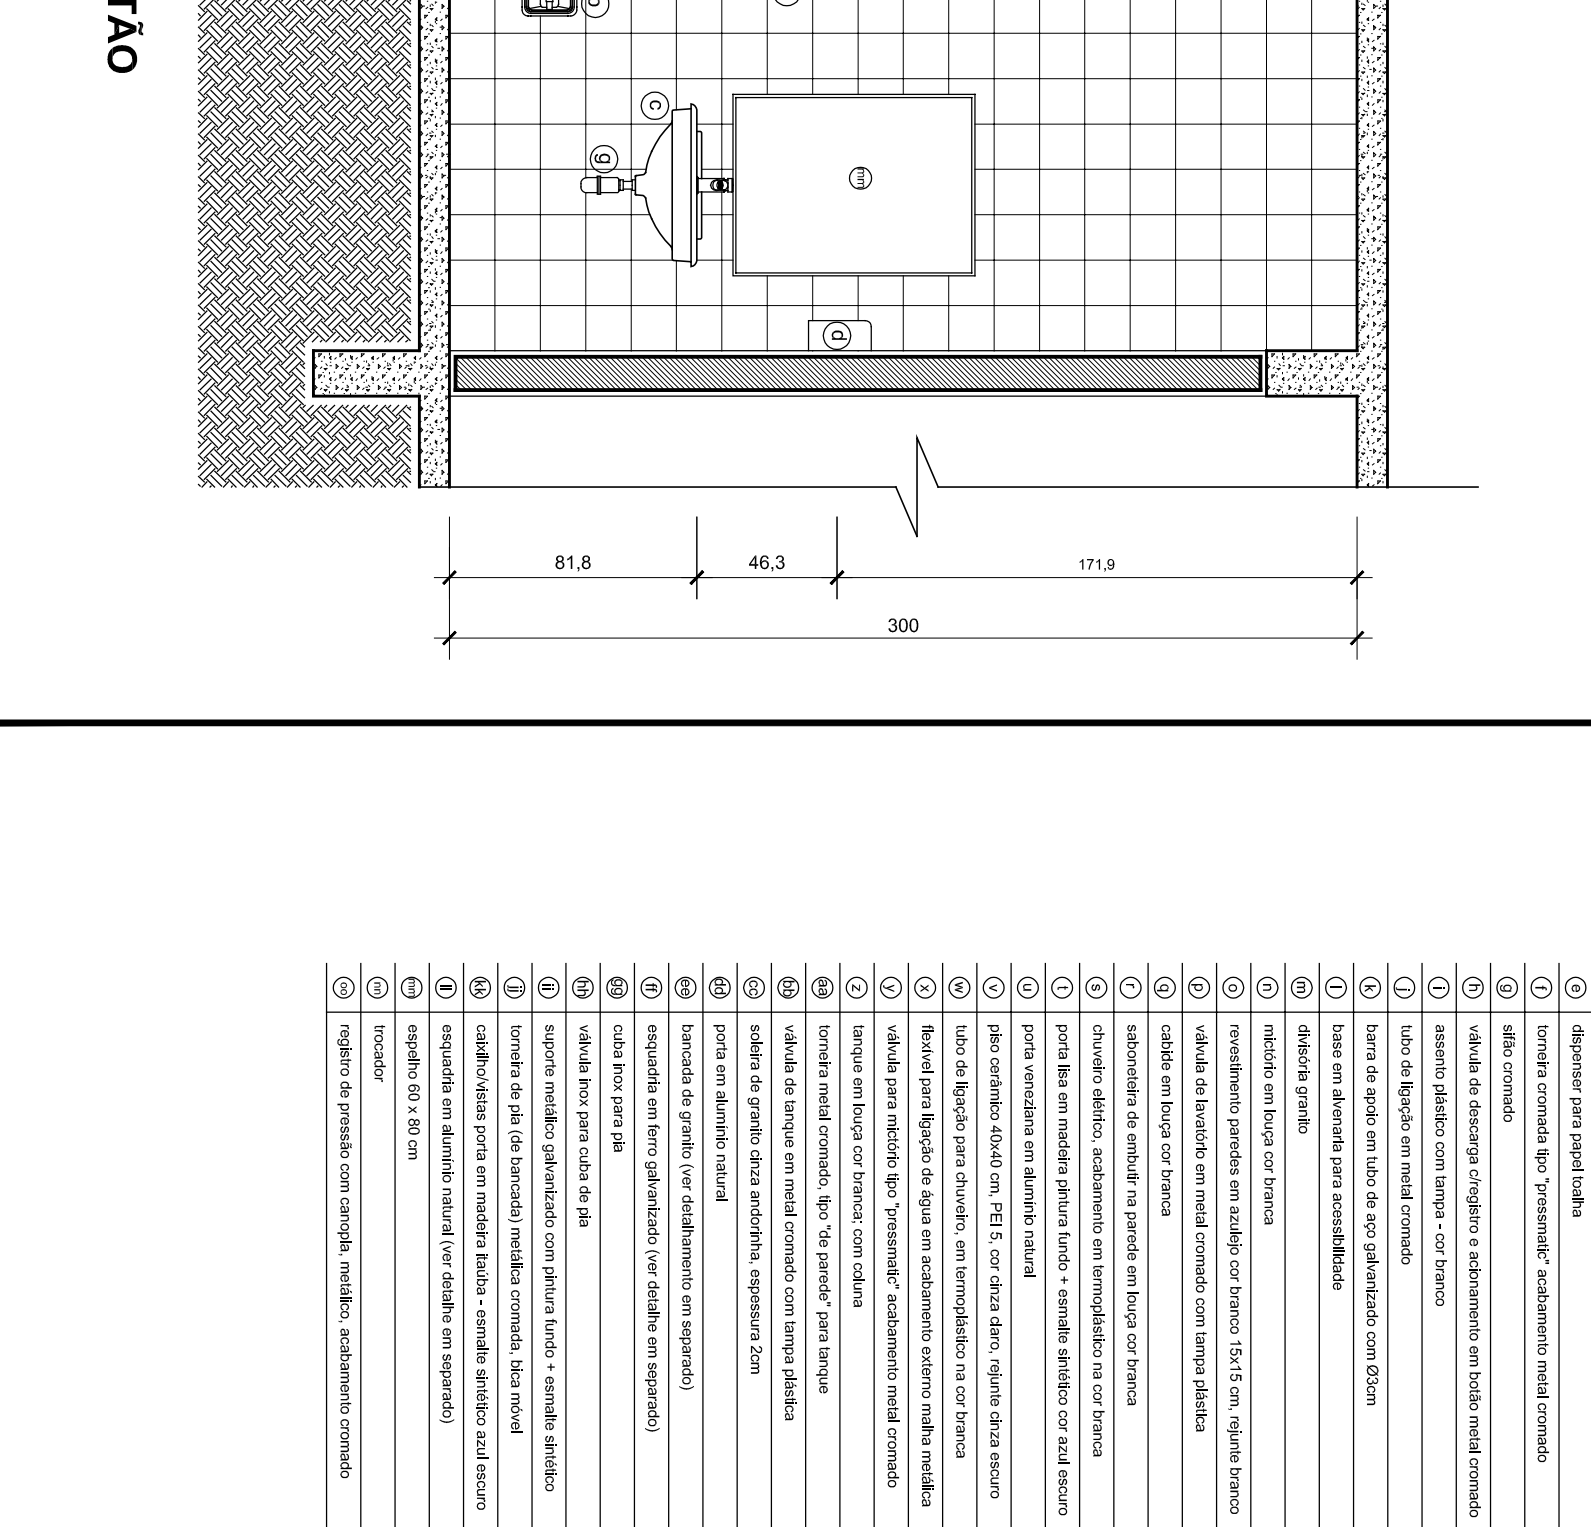 TÃO
c
g
mm
d
81,8
46,3
171,9
300
e dispenser para papel toalha
f torneira cromada tipo "pressmatic" acabamento metal cromado
g sifão cromado
h válvula de descarga c/registro e acionamento em botão metal cromado
i assento plástico com tampa - cor branco
j tubo de ligação em metal cromado
k barra de apoio em tubo de aço galvanizado com Ø3cm
l base em alvenaria para acessibilidade
m divisória granito
n mictório em louça cor branca
o revestimento paredes em azulejo cor branco 15x15 cm, rejunte branco
p válvula de lavatório em metal cromado com tampa plástica
q cabide em louça cor branca
r saboneteira de embutir na parede em louça cor branca
s chuveiro elétrico, acabamento em termoplástico na cor branca
t porta lisa em madeira pintura fundo + esmalte sintético cor azul escuro
u porta veneziana em alumínio natural
v piso cerâmico 40x40 cm, PEI 5, cor cinza claro, rejunte cinza escuro
w tubo de ligação para chuveiro, em termoplástico na cor branca
x flexível para ligação de água em acabamento externo malha metálica
y válvula para mictório tipo "pressmatic" acabamento metal cromado
z tanque em louça cor branca; com coluna
aa torneira metal cromado, tipo "de parede" para tanque
bb válvula de tanque em metal cromado com tampa plástica
cc soleira de granito cinza andorinha, espessura 2cm
dd porta em alumínio natural
ee bancada de granito (ver detalhamento em separado)
ff esquadria em ferro galvanizado (ver detalhe em separado)
gg cuba inox para pia
hh válvula inox para cuba de pia
ii suporte metálico galvanizado com pintura fundo + esmalte sintético
jj torneira de pia (de bancada) metálica cromada, bica móvel
kk caixilho/vistas porta em madeira itaúba - esmalte sintético azul escuro
ll esquadria em alumínio natural (ver detalhe em separado)
mm espelho 60 x 80 cm
nn trocador
oo registro de pressão com canopla, metálico, acabamento cromado